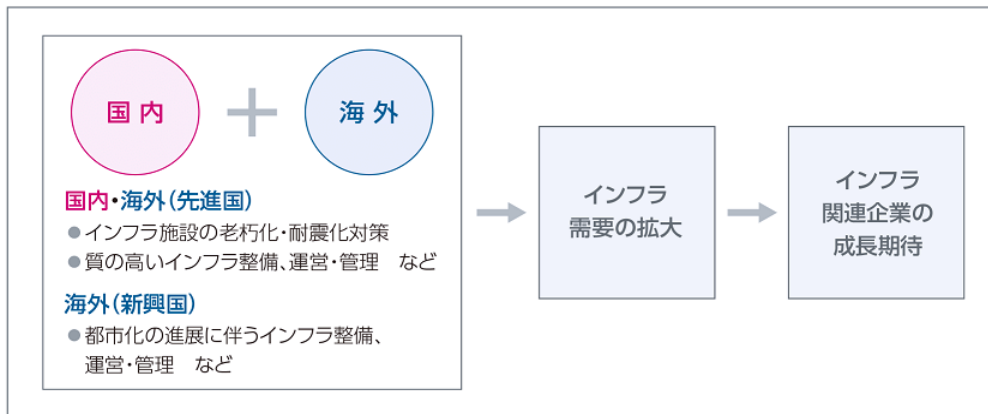 国内
+
海外
国内・海外(先進国)
●インフラ施設の老朽化・耐震化対策
●質の高いインフラ整備、運営・管理　など
海外(新興国)
●都市化の進展に伴うインフラ整備、
運営・管理　など
インフラ
需要の拡大
インフラ
関連企業の
成長期待